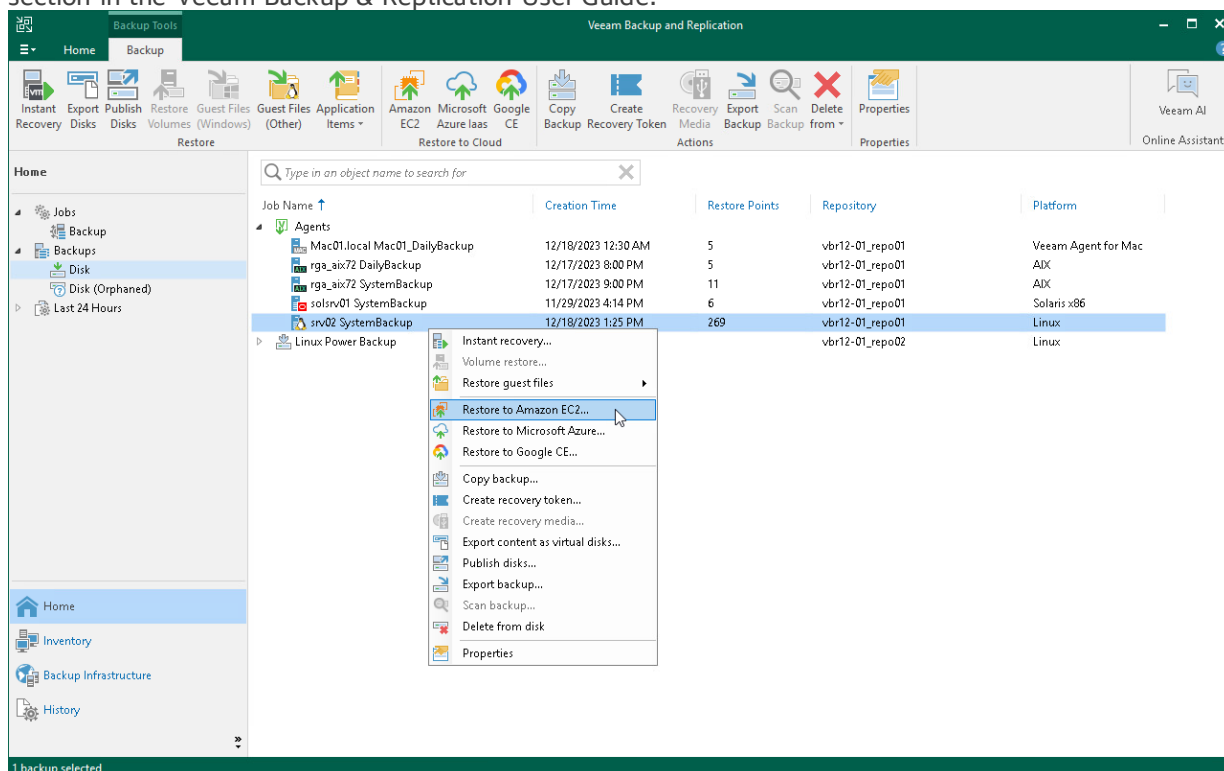 section in the Veeam Backup & Replication User Guide.
Backup Tools
Veeam Backup and Replication
Home Backup
Instant Recovery
Export Disks
Publish Disks
Restore Volumes
Guest Files (Windows)
Guest Files (Other)
Application Items
Amazon EC2
Microsoft Azure Iaas
Google CE
Copy Backup
Create Recovery Token
Recovery Media
Export Backup
Scan Backup
Delete from
Properties
Veeam AI
Restore
Restore to Cloud
Actions
Properties
Online Assistant
Home
Jobs
Backup
Backups
Disk
Disk (Orphaned)
Last 24 Hours
Type in an object name to search for
Job Name Creation Time Restore Points Repository Platform
Agents
Mac01.local Mac01_DailyBackup 12/18/2023 12:30 AM 5 vbr12-01_repo01 Veeam Agent for Mac
rga_aix72 DailyBackup 12/17/2023 8:00 PM 5 vbr12-01_repo01 AIX
rga_aix72 SystemBackup 12/17/2023 9:00 PM 11 vbr12-01_repo01 AIX
solsrv01 SystemBackup 11/29/2023 4:14 PM 6 vbr12-01_repo01 Solaris x86
srv02 SystemBackup 12/18/2023 1:25 PM 269 vbr12-01_repo01 Linux
Linux Power Backup vbr12-01_repo02 Linux
Instant recovery...
Volume restore...
Restore guest files
Restore to Amazon EC2...
Restore to Microsoft Azure...
Restore to Google CE...
Copy backup...
Create recovery token...
Create recovery media...
Export content as virtual disks...
Publish disks...
Export backup...
Scan backup...
Delete from disk
Properties
Home
Inventory
Backup Infrastructure
History
1 backup selected